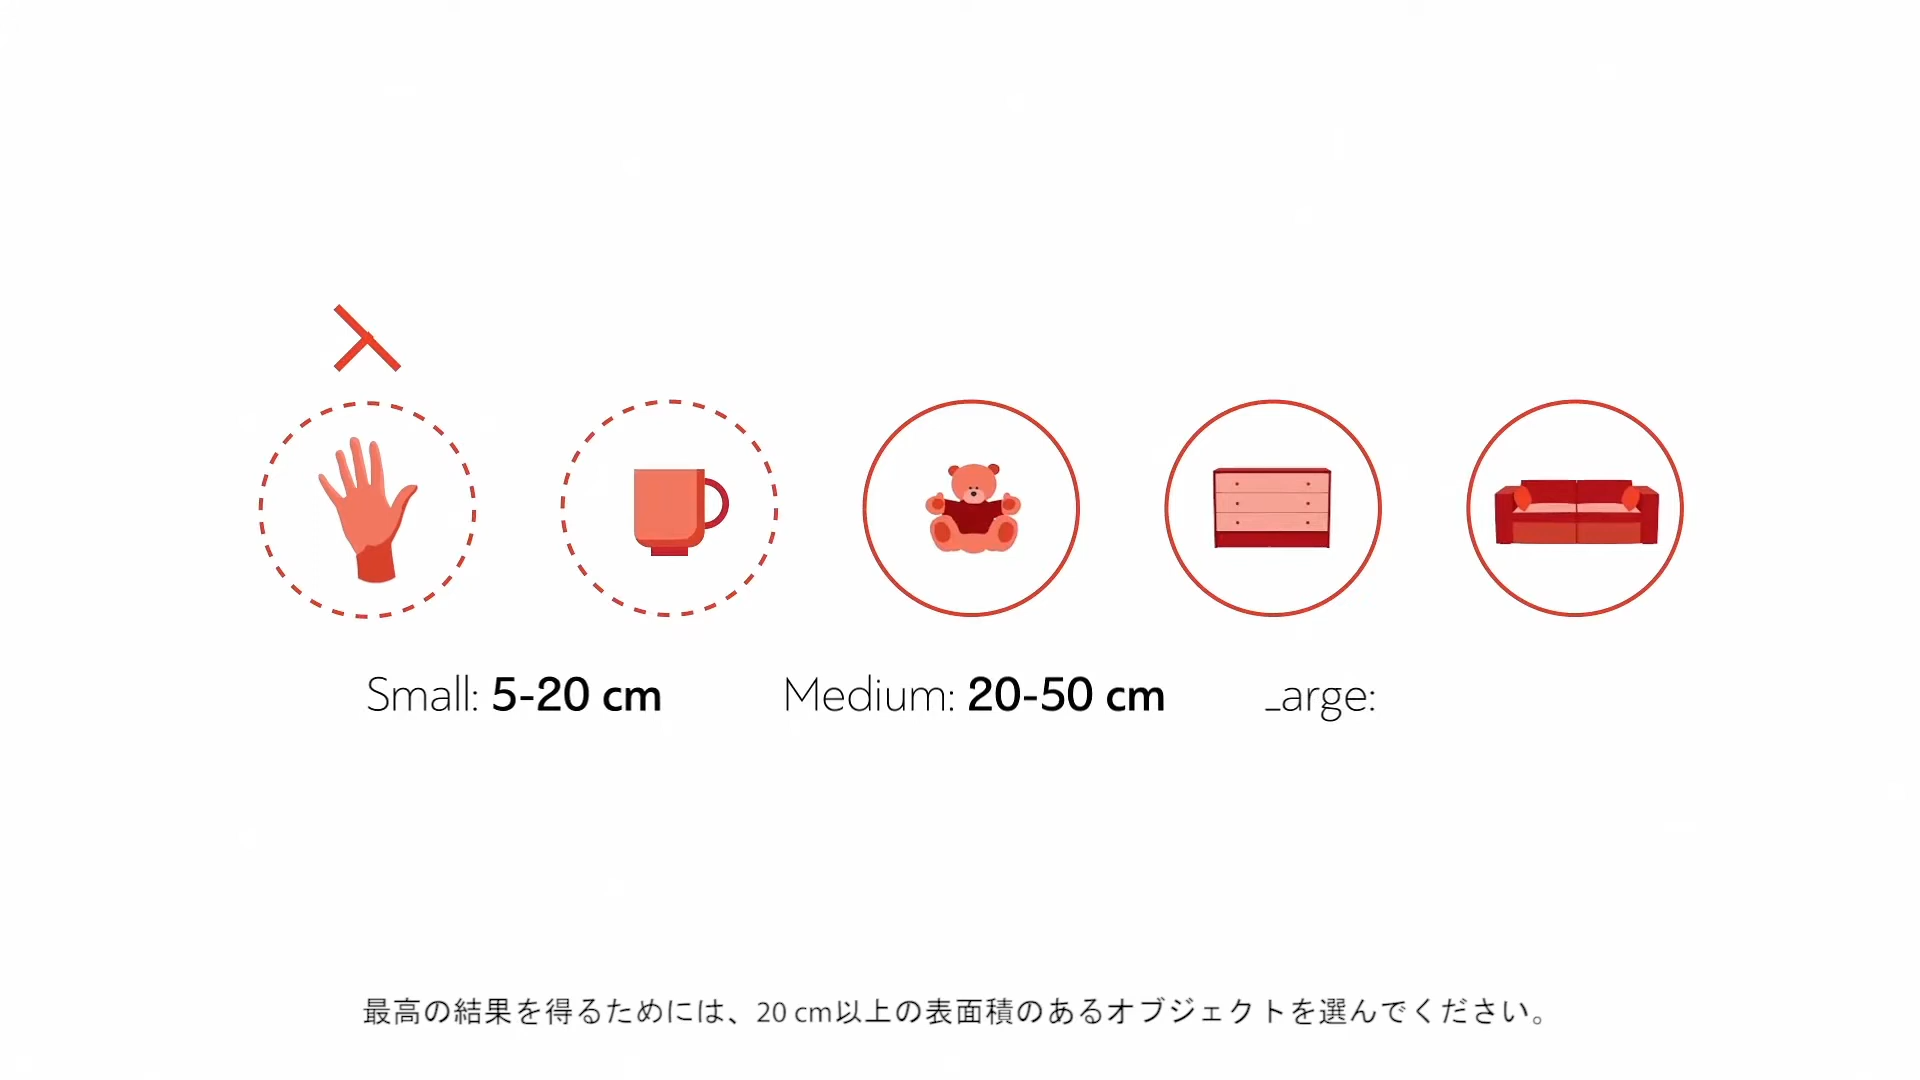 Small: 5-20 cm
Medium: 20-50 cm
arge:
最高の結果を得るためには、20 cm以上の表面積のあるオブジェクトを選んでください。